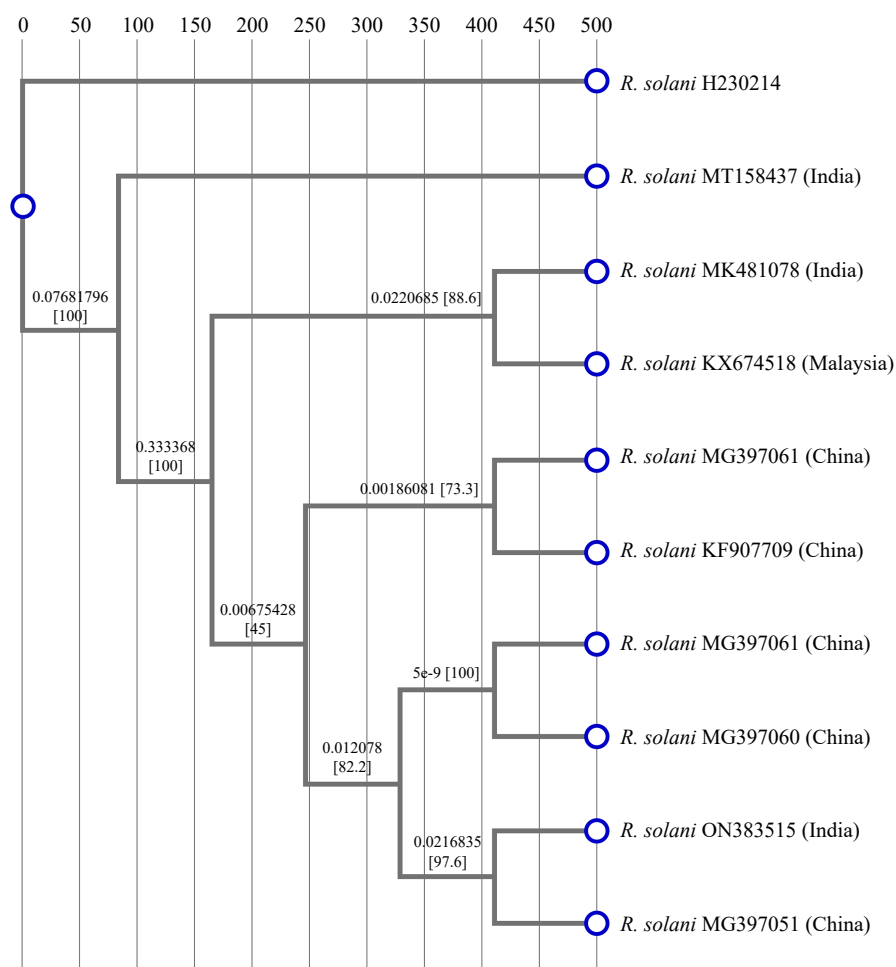 0 50 100 150 200 250 300 350 400 450 500
R. solani H230214
R. solani MT158437 (India)
R. solani MK481078 (India)
0.07681796
[100]
0.0220685 [88.6]
R. solani KX674518 (Malaysia)
0.333368
[100]
R. solani MG397061 (China)
0.00186081 [73.3]
R. solani KF907709 (China)
0.00675428
[45]
R. solani MG397061 (China)
5e-9 [100]
R. solani MG397060 (China)
0.012078
[82.2]
R. solani ON383515 (India)
0.0216835
[97.6]
R. solani MG397051 (China)